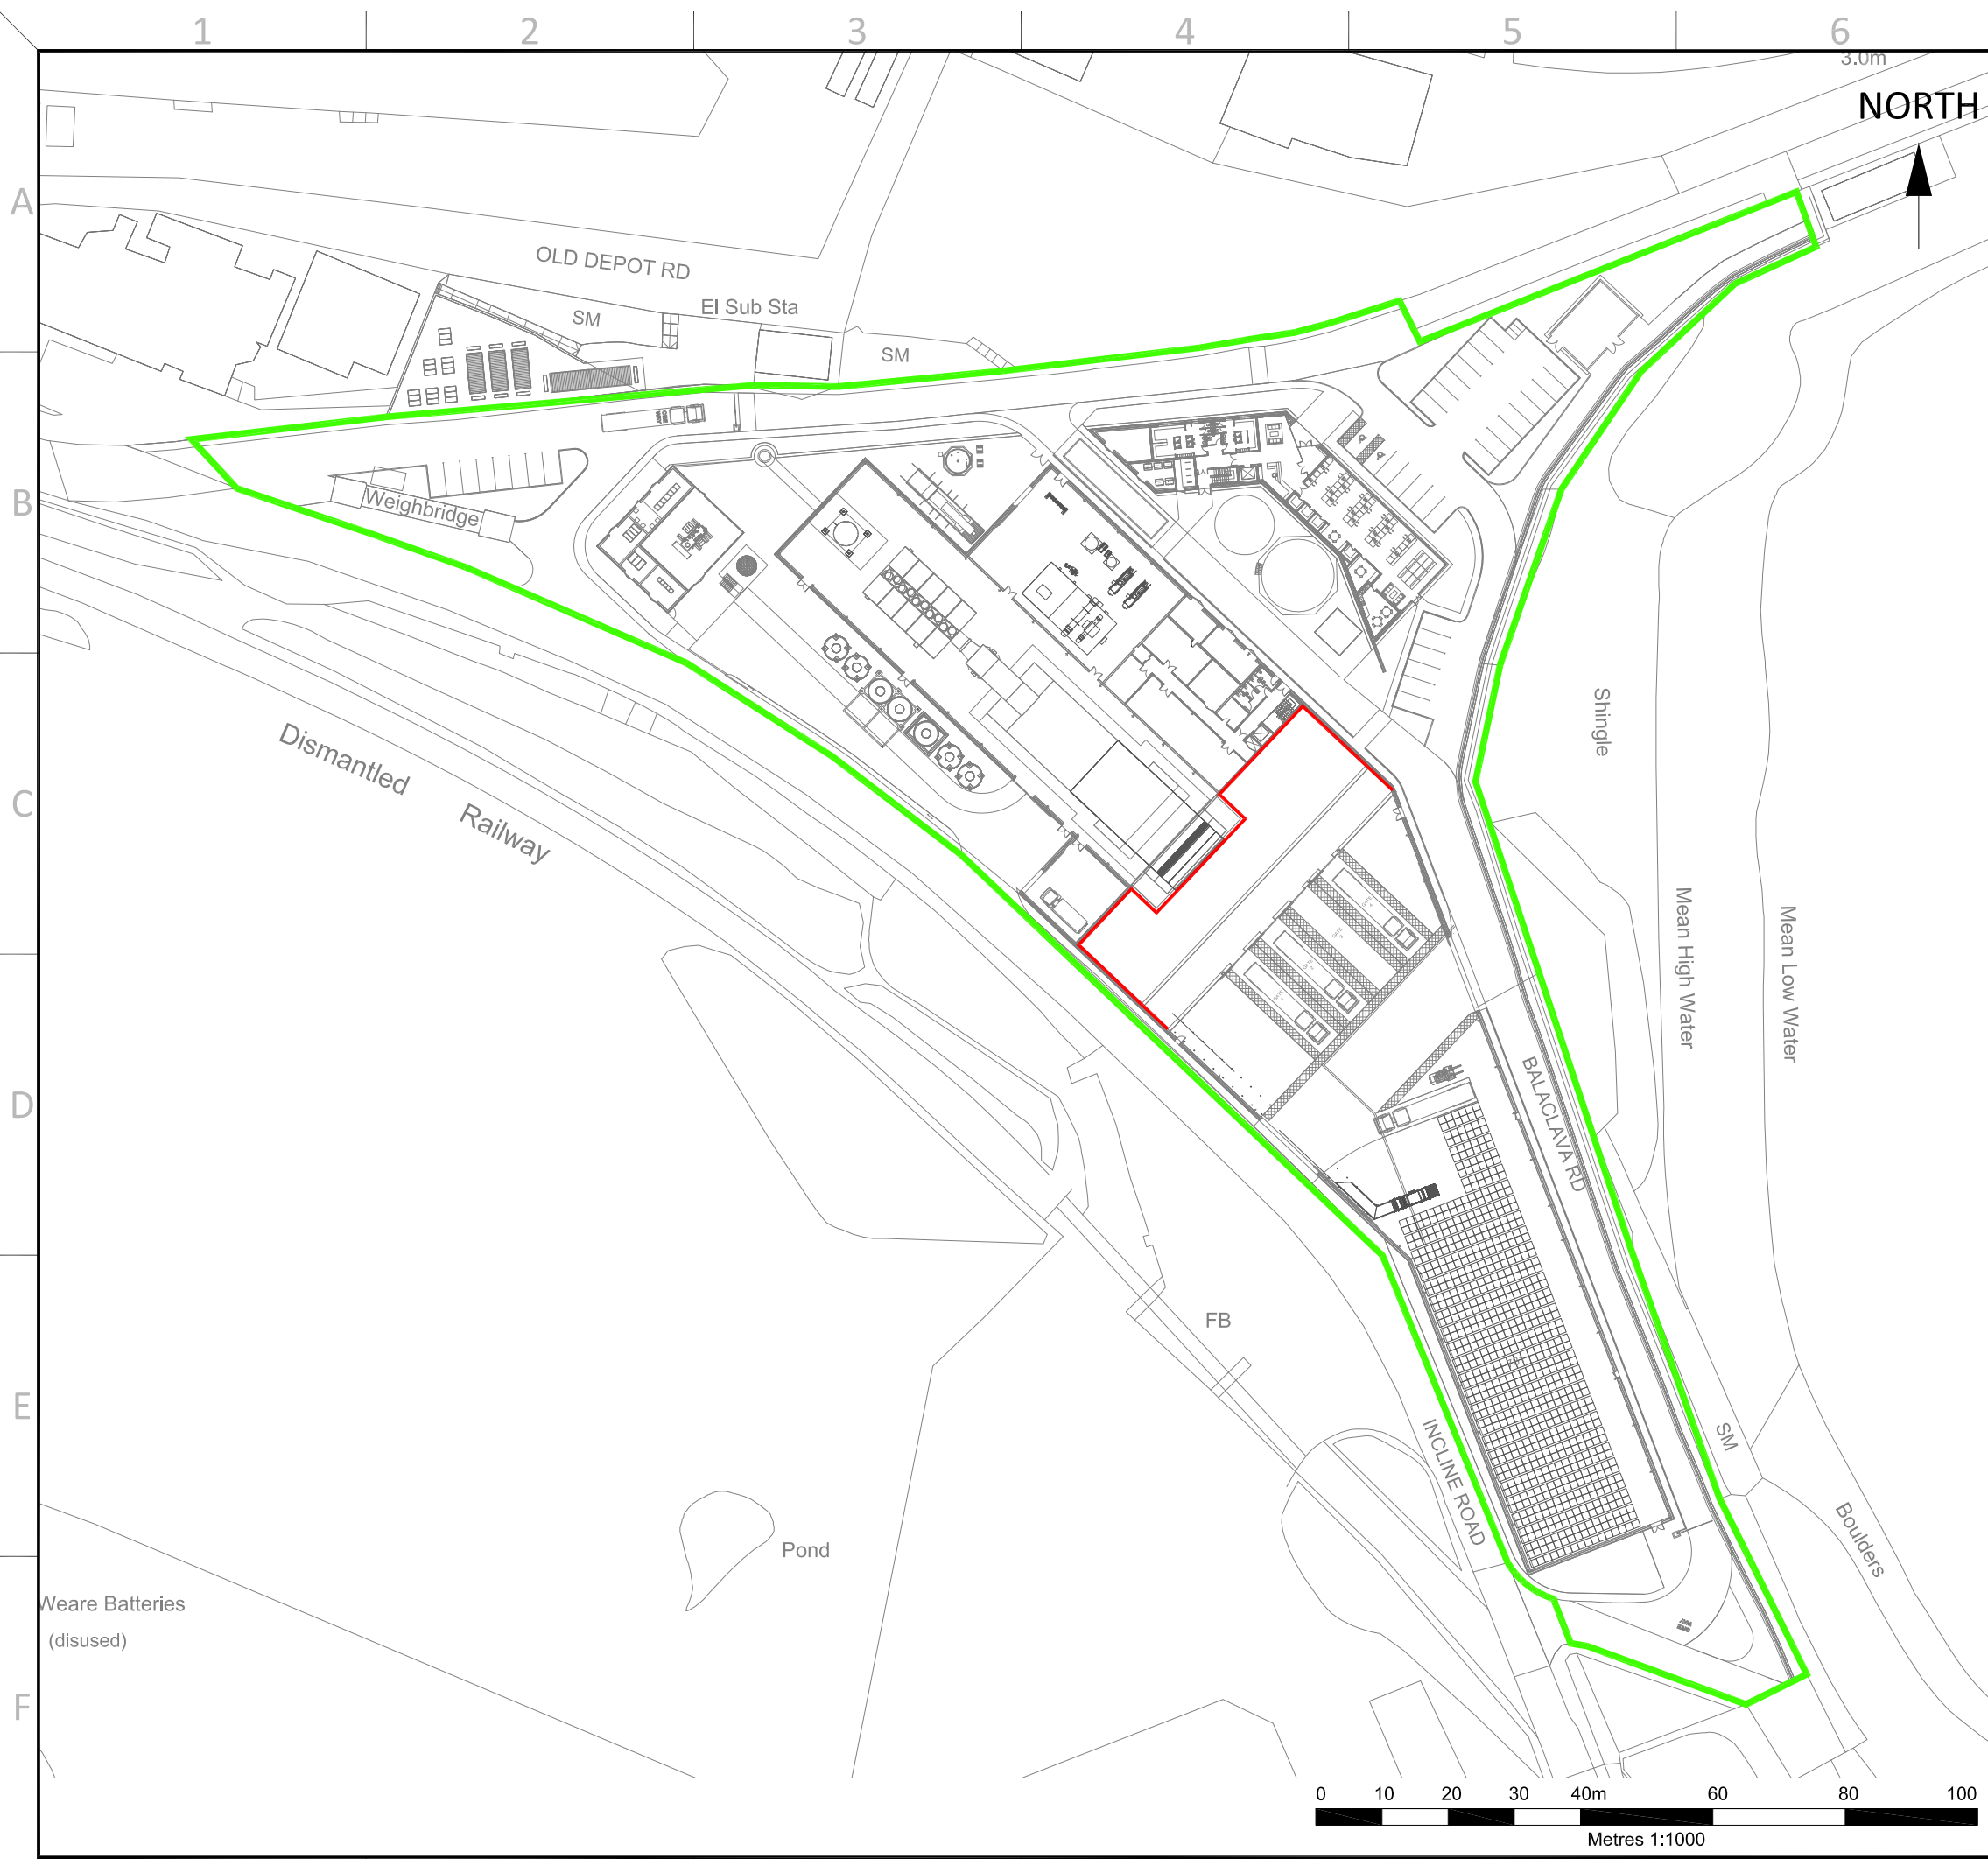 1 2 3 4 5 6
3.0m
NORTH
A
OLD DEPOT RD
El Sub Sta
SM
SM
B
Weighbridge
Shingle
Dismantled
Railway
C
Mean High Water
Mean Low Water
D
BALACLAVA RD
FB
E
INCLINE ROAD
SM
Boulders
Pond
Weare Batteries
(disused)
F
0 10 20 30 40m 60 80 100
Metres 1:1000